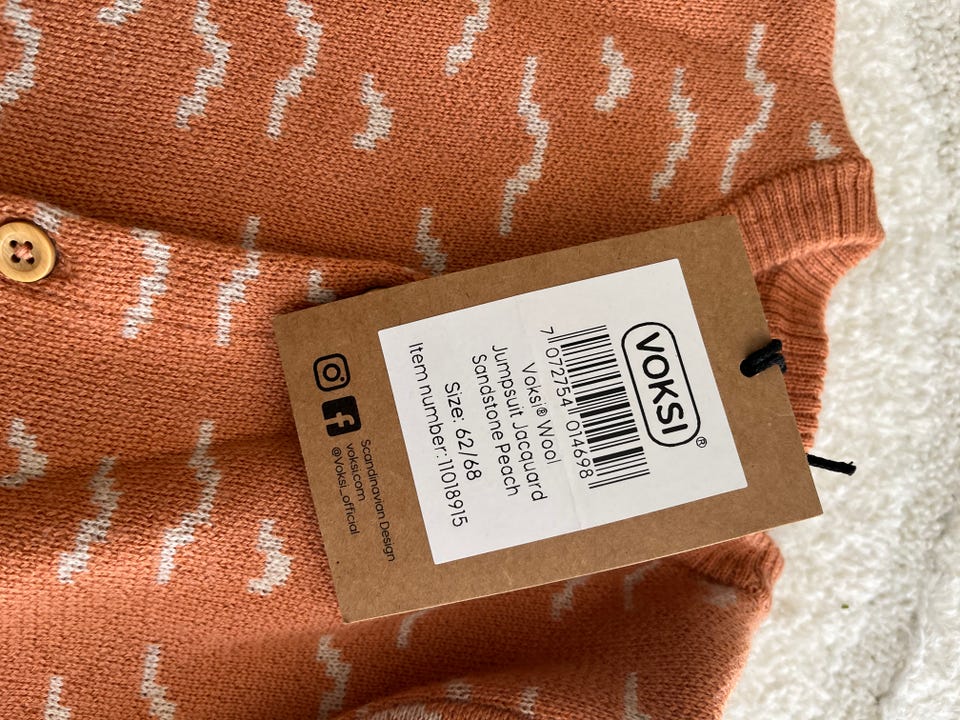 VOKSI®
7 072754 014698
Voksi® Wool
Jumpsuit Jacquard
Sandstone Peach
Size: 62/68
Item number: 11018915
Scandinavian Design
voksi.com
@Voksi_official